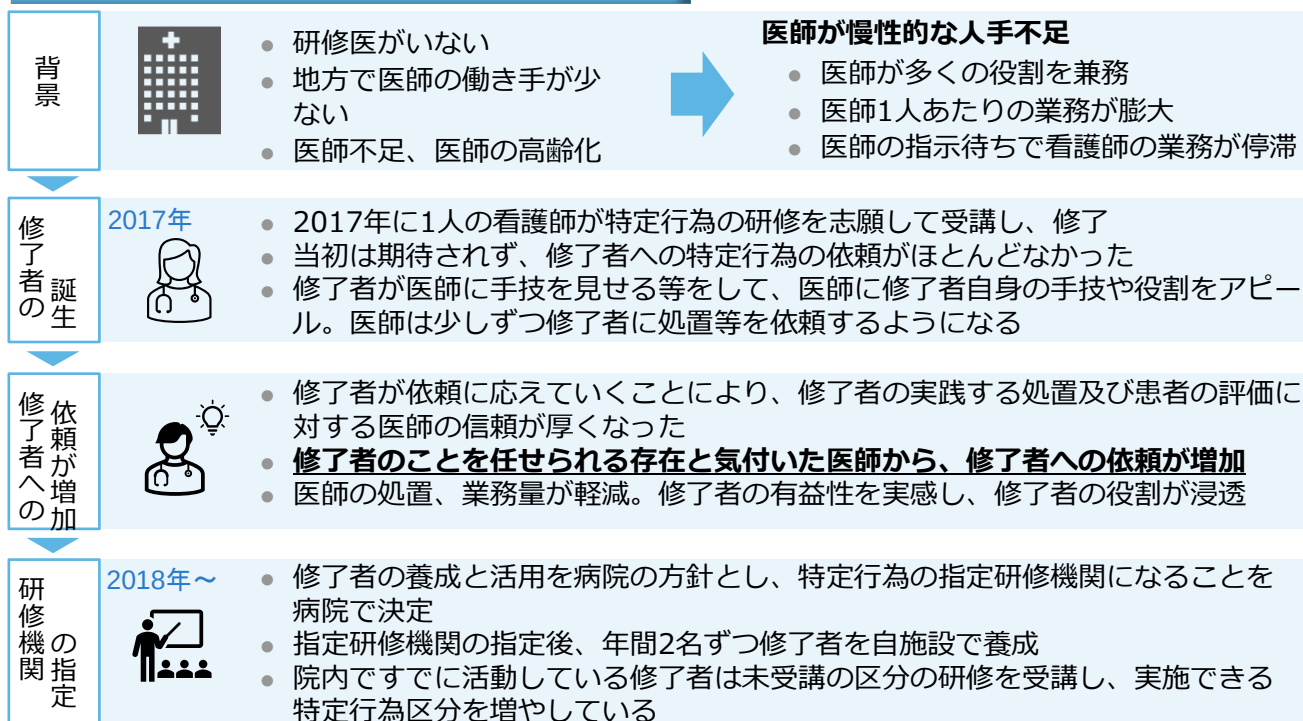 背景
研修医がいない
地方で医師の働き手が少
ない
医師不足、医師の高齢化
医師が慢性的な人手不足
医師が多くの役割を兼務
医師1人あたりの業務が膨大
医師の指示待ちで看護師の業務が停滞
修了者の
誕生
2017年
2017年に1人の看護師が特定行為の研修を志願して受講し、修了
当初は期待されず、修了者への特定行為の依頼がほとんどなかった
修了者が医師に手技を見せる等をして、医師に修了者自身の手技や役割をアピー
ル。医師は少しずつ修了者に処置等を依頼するようになる
修了者への
依頼が増加
修了者が依頼に応えていくことにより、修了者の実践する処置及び患者の評価に
対する医師の信頼が厚くなった
修了者のことを任せられる存在と気付いた医師から、修了者への依頼が増加
医師の処置、業務量が軽減。修了者の有益性を実感し、修了者の役割が浸透
研修機関
の指定
2018年～
修了者の養成と活用を病院の方針とし、特定行為の指定研修機関になることを
病院で決定
指定研修機関の指定後、年間2名ずつ修了者を自施設で養成
院内ですでに活動している修了者は未受講の区分の研修を受講し、実施できる
特定行為区分を増やしている